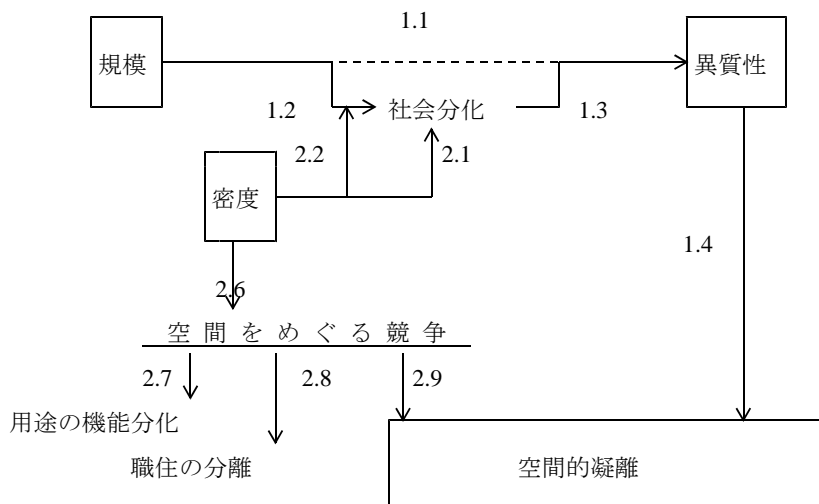 1.1
規模
異質性
1.2
社会分化
1.3
2.2
2.1
密度
1.4
2.6
空間をめぐる競争
2.7
2.8
2.9
用途の機能分化
職住の分離
空間的凝離